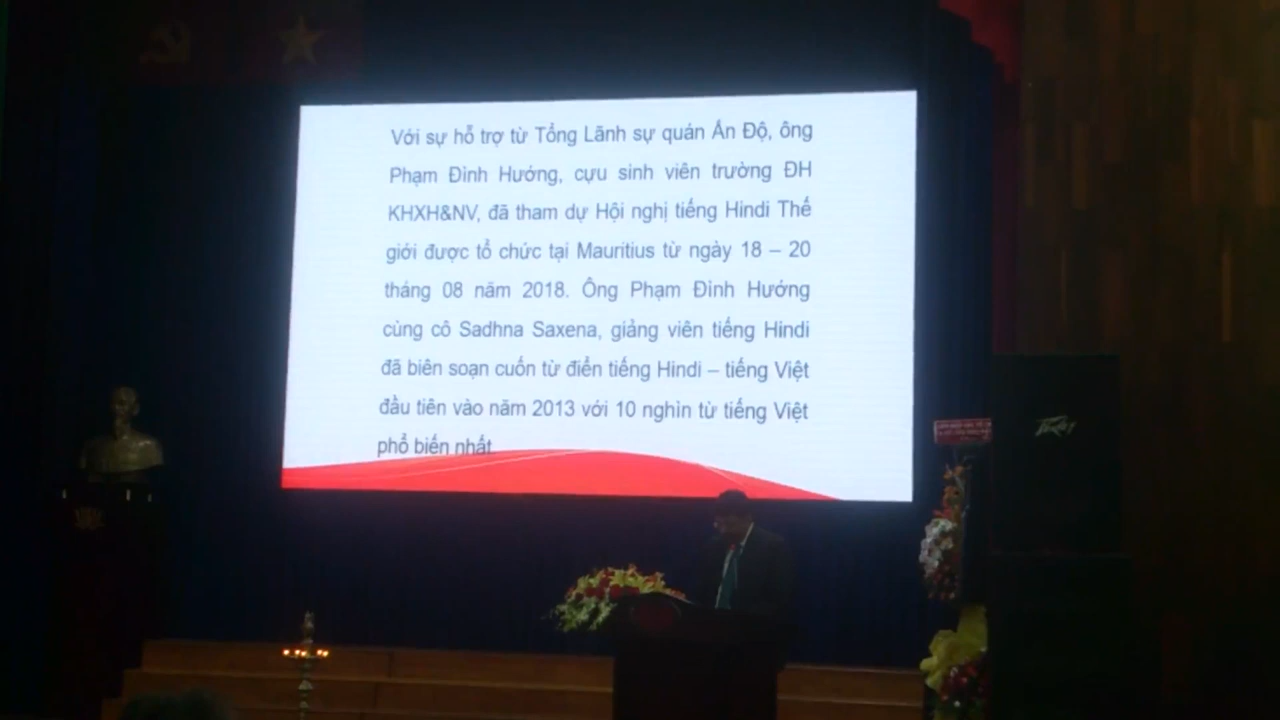 Với sự hỗ trợ từ Tổng Lãnh sự quán Ấn Độ, ông
Phạm Đình Hướng, cựu sinh viên trường ĐH
KHXH&NV, đã tham dự Hội nghị tiếng Hindi Thế
giới được tổ chức tại Mauritius từ ngày 18 – 20
tháng 08 năm 2018. Ông Phạm Đình Hướng
cùng cô Sadhna Saxena, giảng viên tiếng Hindi
đã biên soạn cuốn từ điển tiếng Hindi – tiếng Việt
đầu tiên vào năm 2013 với 10 nghìn từ tiếng Việt
phổ biến nhất.